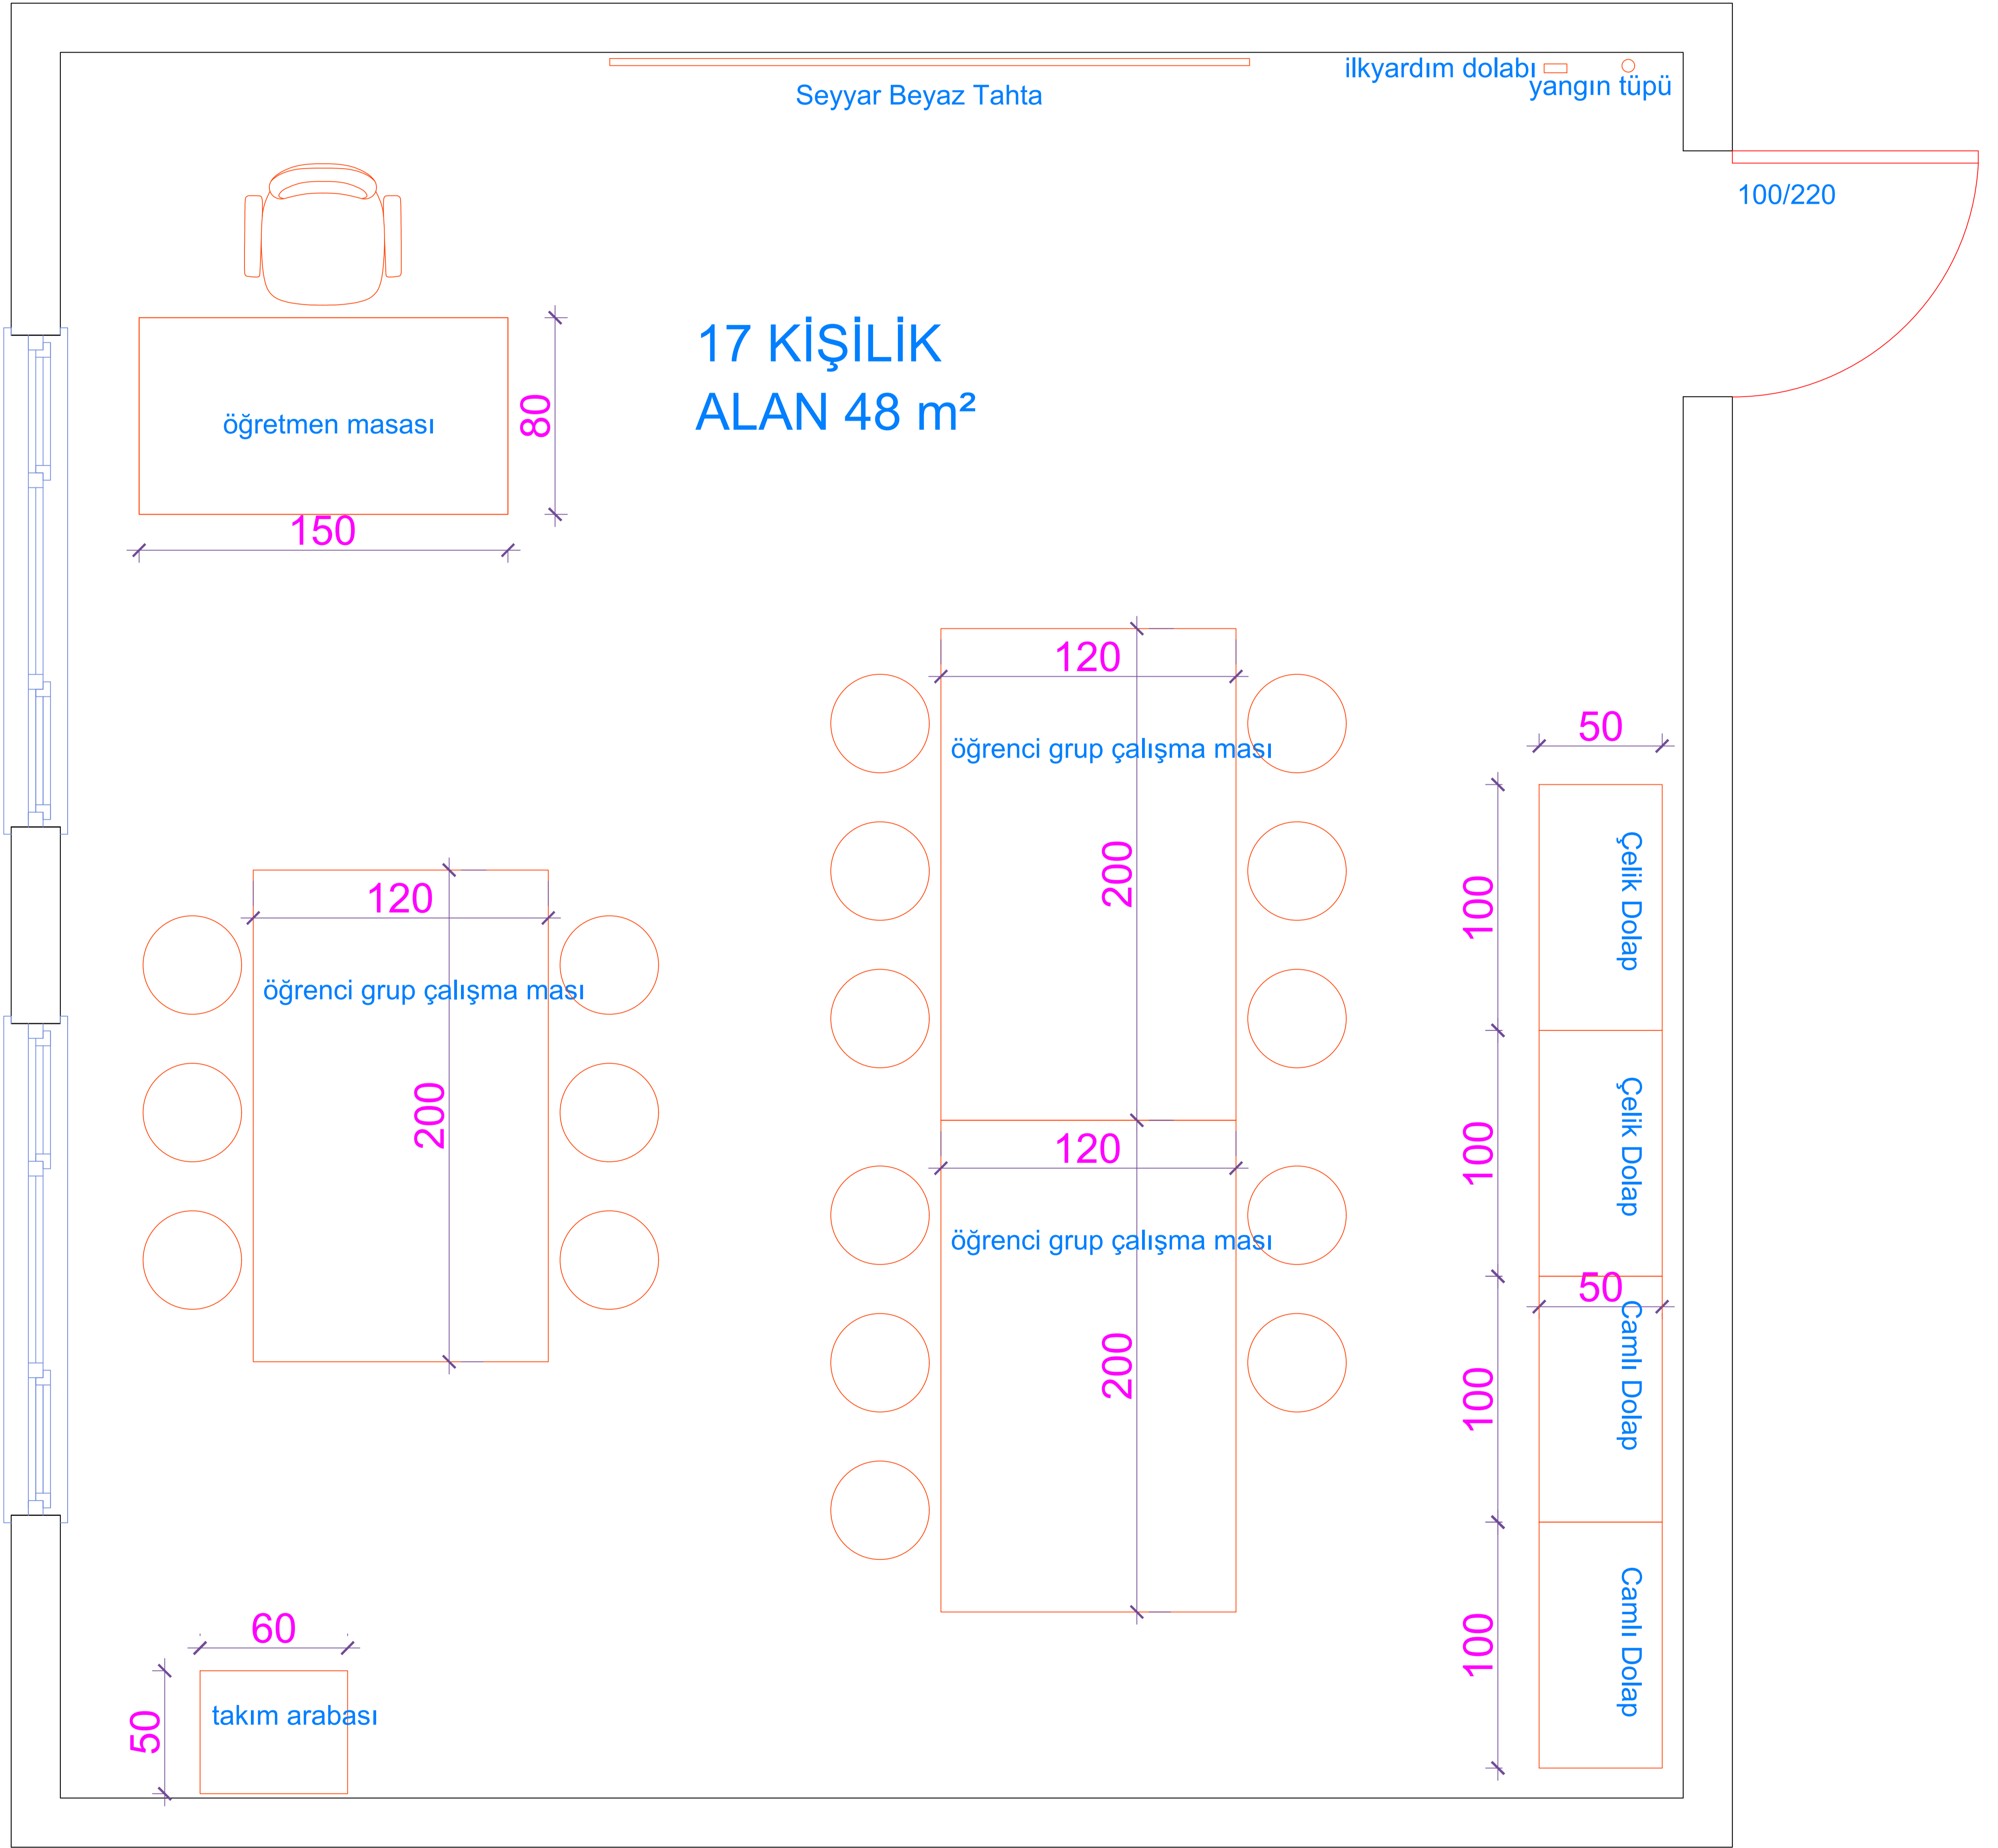 ilkyardım dolabı
yangın tüpü
Seyyar Beyaz Tahta
100/220
17 KİŞİLİK
ALAN 48 m²
öğretmen masası
80
150
120
öğrenci grup çalışma ması
200
50
100
Çelik Dolap
120
öğrenci grup çalışma ması
200
100
Çelik Dolap
120
öğrenci grup çalışma ması
200
50
100
Camlı Dolap
100
Camlı Dolap
60
50
takım arabası